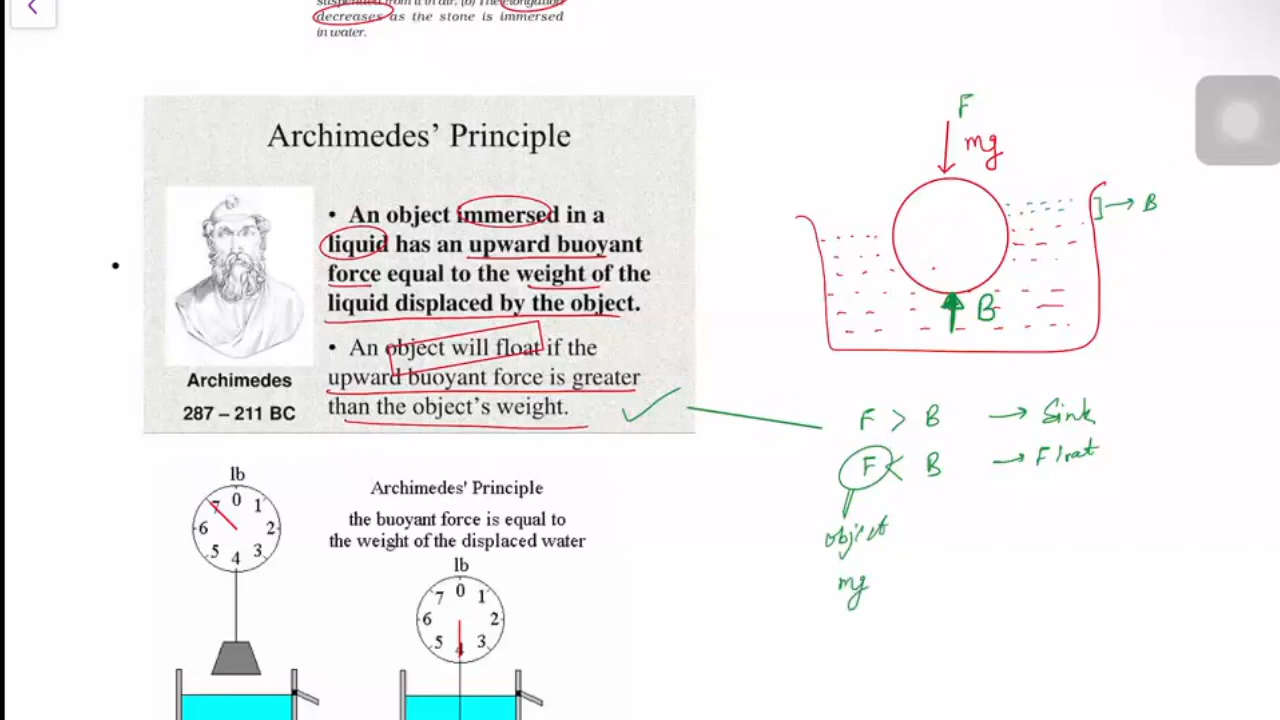 suspended from it in air. (b) The elongation
decreases as the stone is immersed
in water.
Archimedes’ Principle
• An object immersed in a
liquid has an upward buoyant
force equal to the weight of the
liquid displaced by the object.
• An object will float if the
upward buoyant force is greater
than the object’s weight.
Archimedes
287 – 211 BC
F
mg
B
B
F > B → Sink
F < B → Float
object
mg
lb
0
1
2
3
4
5
6
7
Archimedes' Principle
the buoyant force is equal to
the weight of the displaced water
lb
0
1
2
3
4
5
6
7